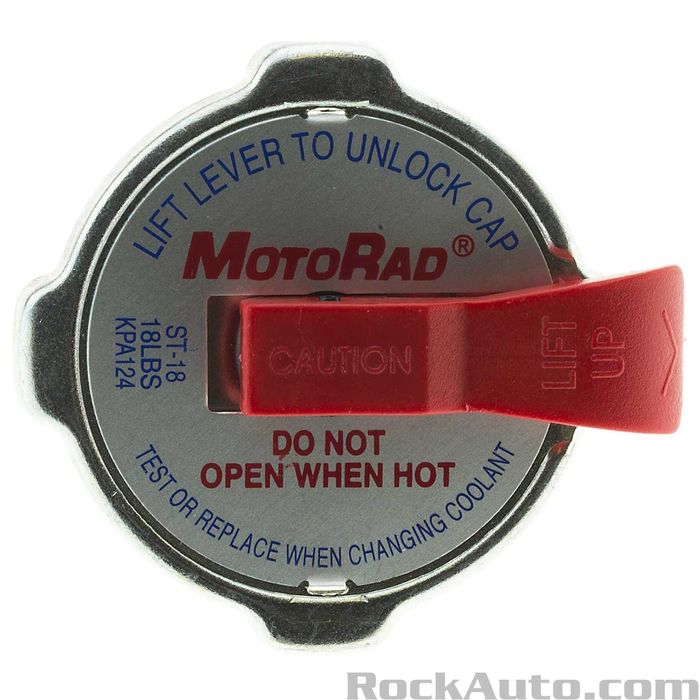 LIFT LEVER TO UNLOCK CAP
MOTORAD®
ST-18
18LBS
KPA124
CAUTION
LIFT
UP
DO NOT
OPEN WHEN HOT
TEST OR REPLACE WHEN CHANGING COOLANT
RockAuto.com